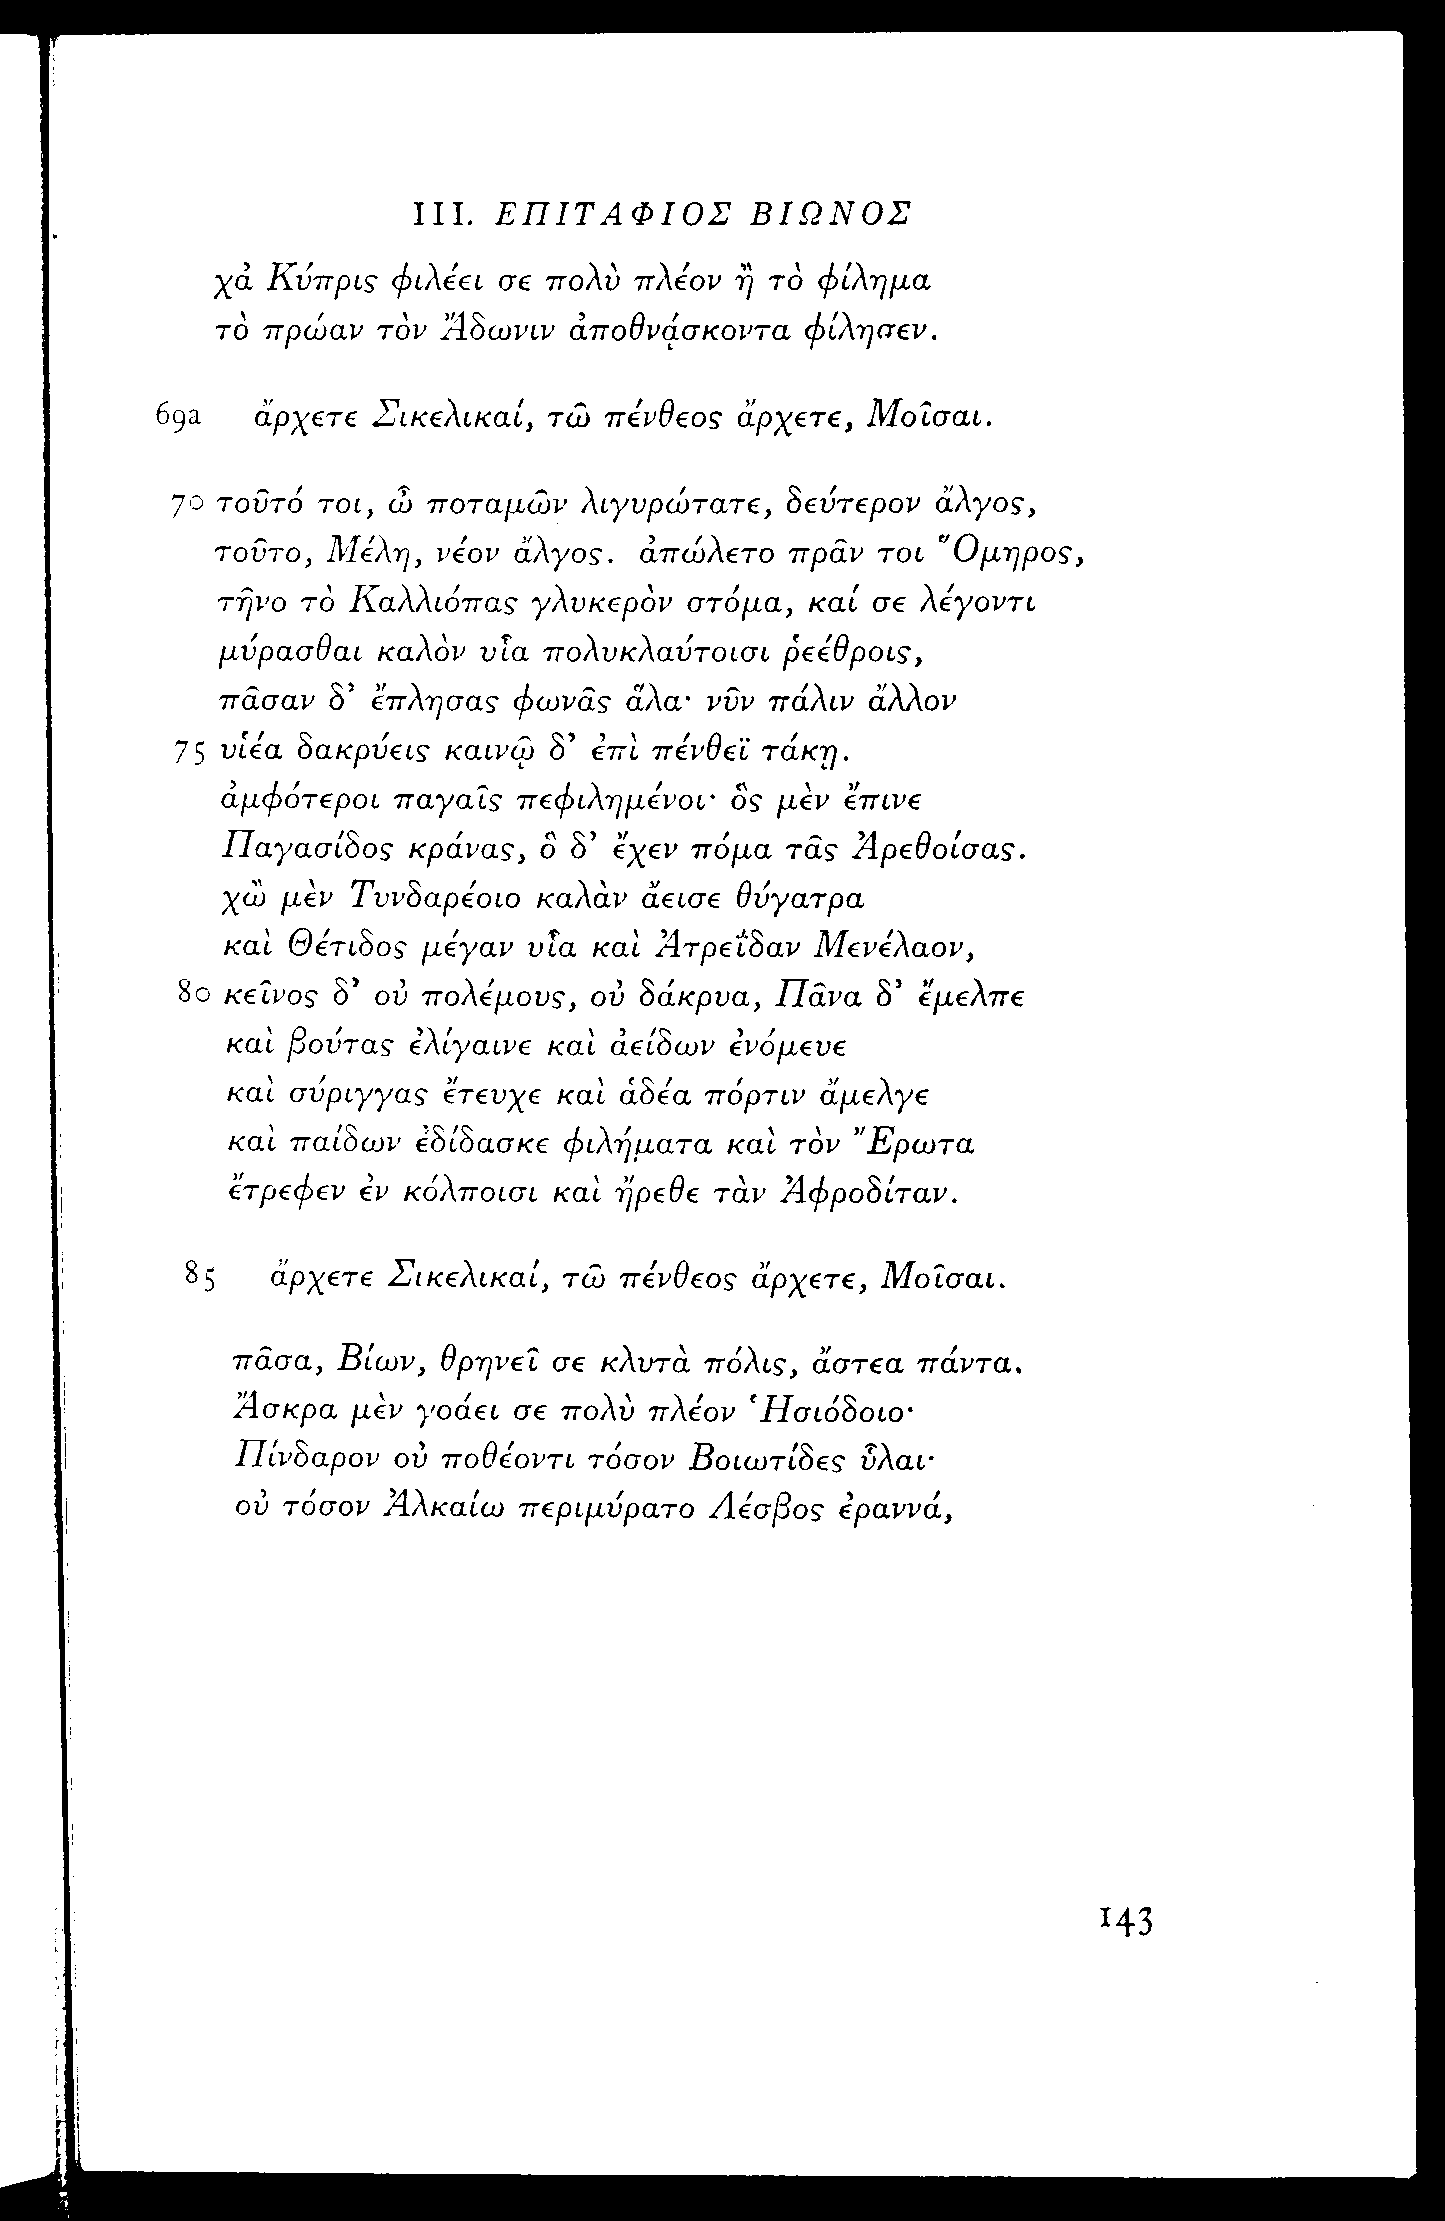 III. ΕΠΙΤΑΦΙΟΣ ΒΙΩΝΟΣ
χἀ Κύπρις φιλέει σε πολὺ πλέον ἢ τὸ φίλημα
τὸ πρώαν τὸν Ἄδωνιν ἀποθνᾴσκοντα φίλησεν.
69a ἄρχετε Σικελικαί, τῶ πένθεος ἄρχετε, Μοῖσαι.
70 τοῦτό τοι, ὦ ποταμῶν λιγυρώτατε, δεύτερον ἄλγος,
τοῦτο, Μέλη, νέον ἄλγος. ἀπώλετο πρᾶν τοι Ὅμηρος,
τῆνο τὸ Καλλιόπας γλυκερὸν στόμα, καί σε λέγοντι
μύρασθαι καλὸν υἷα πολυκλαύτοισι ῥεέθροις,
πᾶσαν δ’ ἔπλησας φωνᾶς ἅλα· νῦν πάλιν ἄλλον
75 υἱέα δακρύεις καινῷ δ’ ἐπὶ πένθεϊ τάκῃ.
ἀμφότεροι παγαῖς πεφιλημένοι· ὃς μὲν ἔπινε
Παγασίδος κράνας, ὃ δ’ ἔχεν πόμα τᾶς Ἀρεθοίσας.
χὢ μὲν Τυνδαρέοιο καλὰν ἄεισε θύγατρα
καὶ Θέτιδος μέγαν υἷα καὶ Ἀτρεΐδαν Μενέλαον,
80 κεῖνος δ’ οὐ πολέμους, οὐ δάκρυα, Πᾶνα δ’ ἔμελπε
καὶ βούτας ἐλίγαινε καὶ ἀείδων ἐνόμευε
καὶ σύριγγας ἔτευχε καὶ ἁδέα πόρτιν ἄμελγε
καὶ παίδων ἐδίδασκε φιλήματα καὶ τὸν Ἔρωτα
ἔτρεφεν ἐν κόλποισι καὶ ἤρεθε τὰν Ἀφροδίταν.
85 ἄρχετε Σικελικαί, τῶ πένθεος ἄρχετε, Μοῖσαι.
πᾶσα, Βίων, θρηνεῖ σε κλυτὰ πόλις, ἄστεα πάντα.
Ἄσκρα μὲν γοάει σε πολὺ πλέον Ἡσιόδοιο·
Πίνδαρον οὐ ποθέοντι τόσον Βοιωτίδες ὗλαι·
οὐ τόσον Ἀλκαίω περιμύρατο Λέσβος ἐραννά,
143